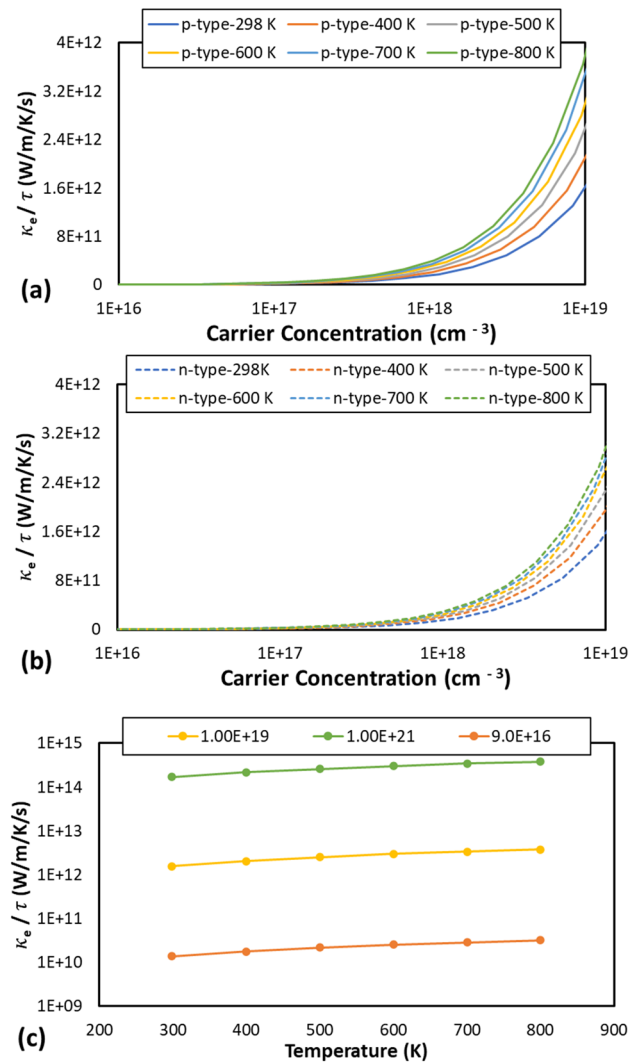 p-type-298 K p-type-400 K p-type-500 K
p-type-600 K p-type-700 K p-type-800 K
4E+12
3.2E+12
2.4E+12
1.6E+12
8E+11
0
κe / τ (W/m/K/s)
1E+16 1E+17 1E+18 1E+19
(a)
Carrier Concentration (cm ⁻³)
n-type-298K n-type-400 K n-type-500 K
n-type-600 K n-type-700 K n-type-800 K
4E+12
3.2E+12
2.4E+12
1.6E+12
8E+11
0
κe / τ (W/m/K/s)
1E+16 1E+17 1E+18 1E+19
(b)
Carrier Concentration (cm ⁻³)
1.00E+19 1.00E+21 9.0E+16
1E+15
1E+14
1E+13
1E+12
1E+11
1E+10
1E+09
κe / τ (W/m/K/s)
200 300 400 500 600 700 800 900
(c)
Temperature (K)